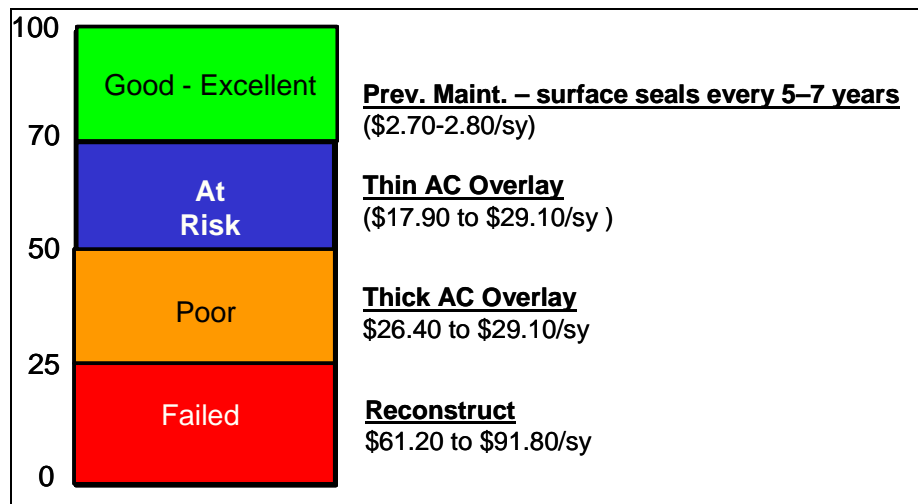 100
Good - Excellent
Prev. Maint. – surface seals every 5–7 years
($2.70-2.80/sy)
70
At
Risk
Thin AC Overlay
($17.90 to $29.10/sy )
50
Poor
Thick AC Overlay
$26.40 to $29.10/sy
25
Failed
Reconstruct
$61.20 to $91.80/sy
0